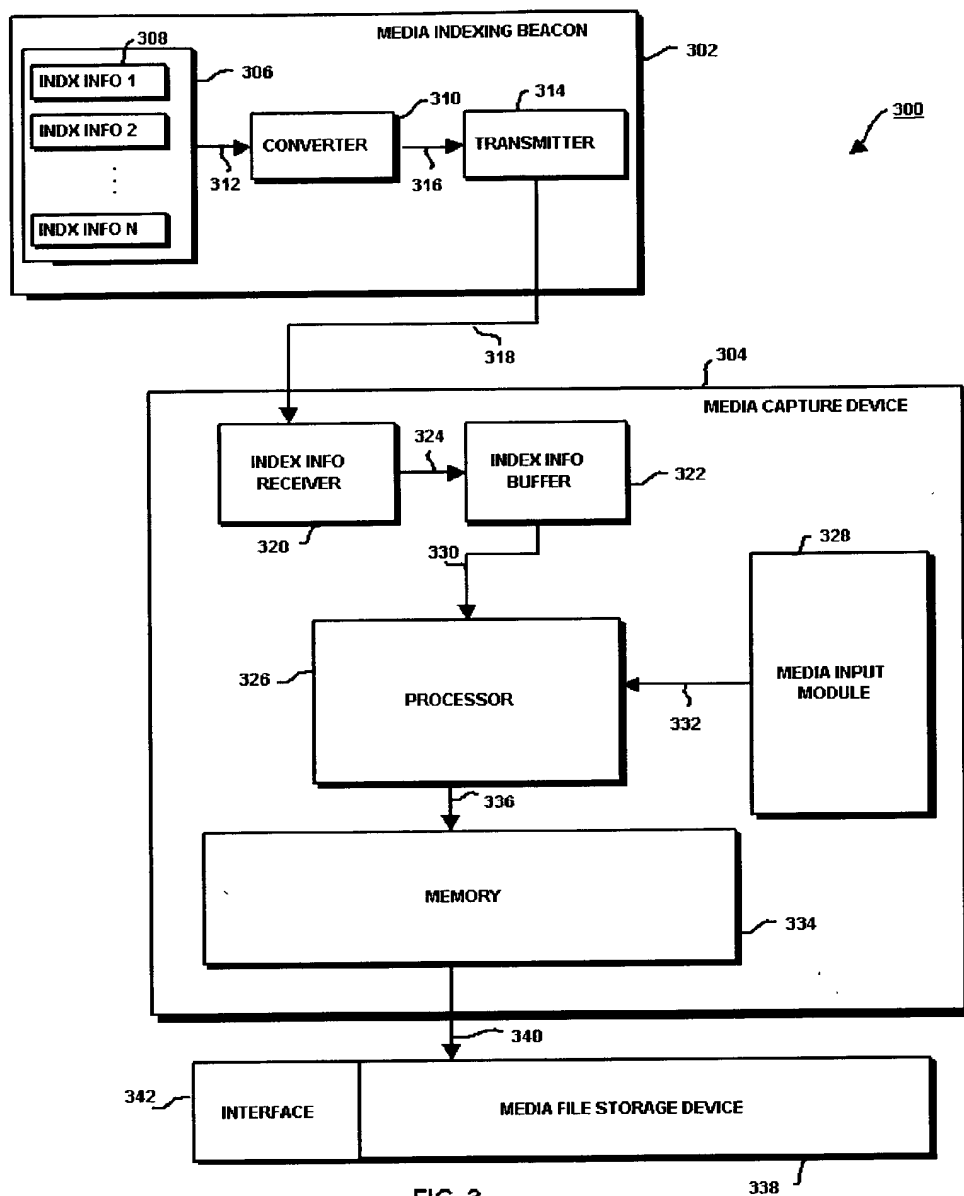 MEDIA INDEXING BEACON
302
308
306
INDX INFO 1
INDX INFO 2
INDX INFO N
312
310
CONVERTER
316
314
TRANSMITTER
300
318
304
MEDIA CAPTURE DEVICE
INDEX INFO
RECEIVER
320
324
INDEX INFO
BUFFER
322
330
328
MEDIA INPUT
MODULE
326
PROCESSOR
332
336
MEMORY
334
340
342
INTERFACE
MEDIA FILE STORAGE DEVICE
338